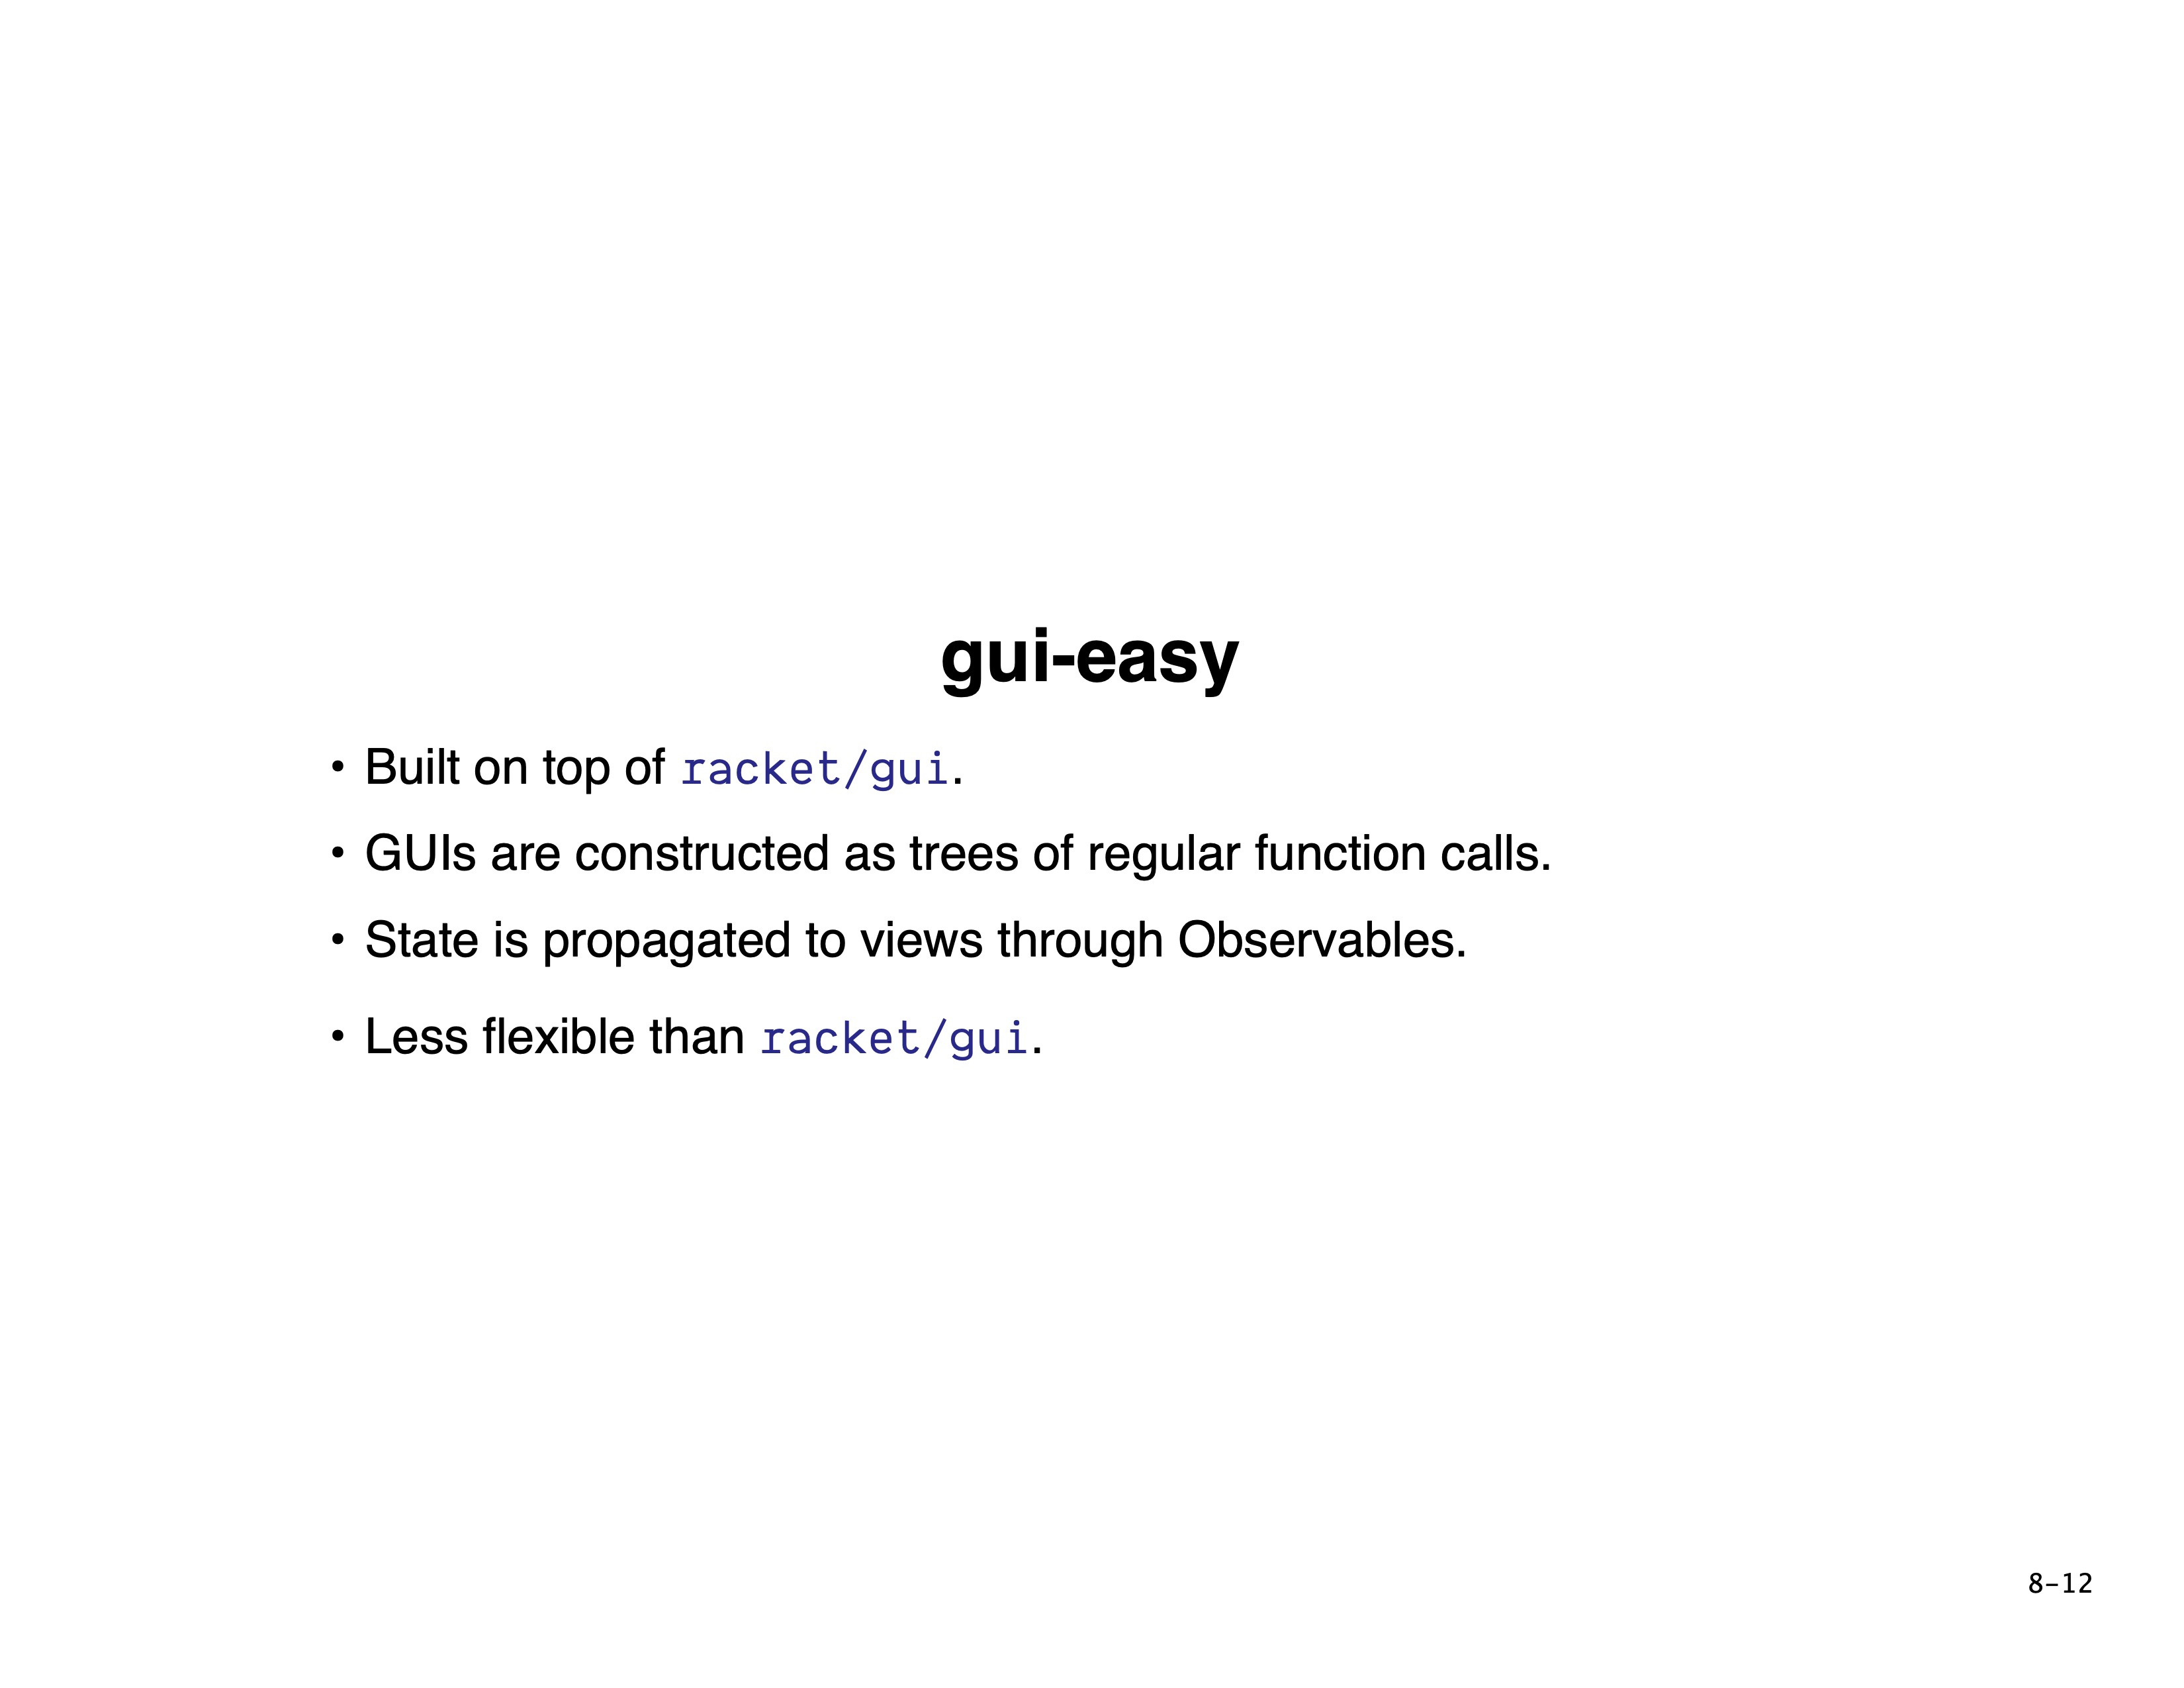 gui-easy
• Built on top of racket/gui.
• GUIs are constructed as trees of regular function calls.
• State is propagated to views through Observables.
• Less flexible than racket/gui.
8-12